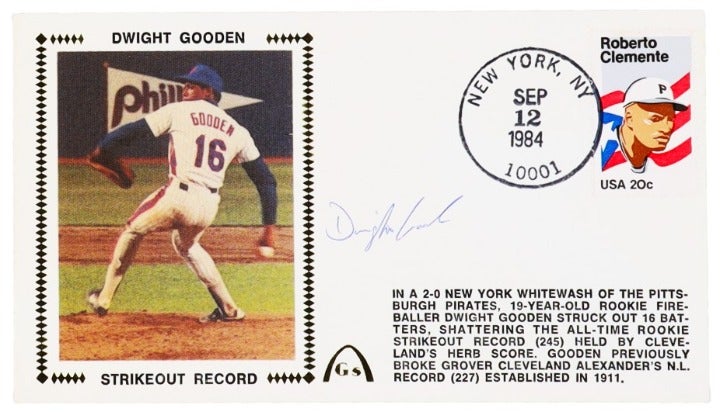 DWIGHT GOODEN
Phill
GOODEN
16
STRIKEOUT RECORD
Gs
NEW YORK, NY
SEP
12
1984
10001
Roberto
Clemente
P
USA 20c
Dwight Gooden
IN A 2-0 NEW YORK WHITEWASH OF THE PITTS-
BURGH PIRATES, 19-YEAR-OLD ROOKIE FIRE-
BALLER DWIGHT GOODEN STRUCK OUT 16 BAT-
TERS, SHATTERING THE ALL-TIME ROOKIE
STRIKEOUT RECORD (245) HELD BY CLEVE-
LAND'S HERB SCORE. GOODEN PREVIOUSLY
BROKE GROVER CLEVELAND ALEXANDER'S N.L.
RECORD (227) ESTABLISHED IN 1911.